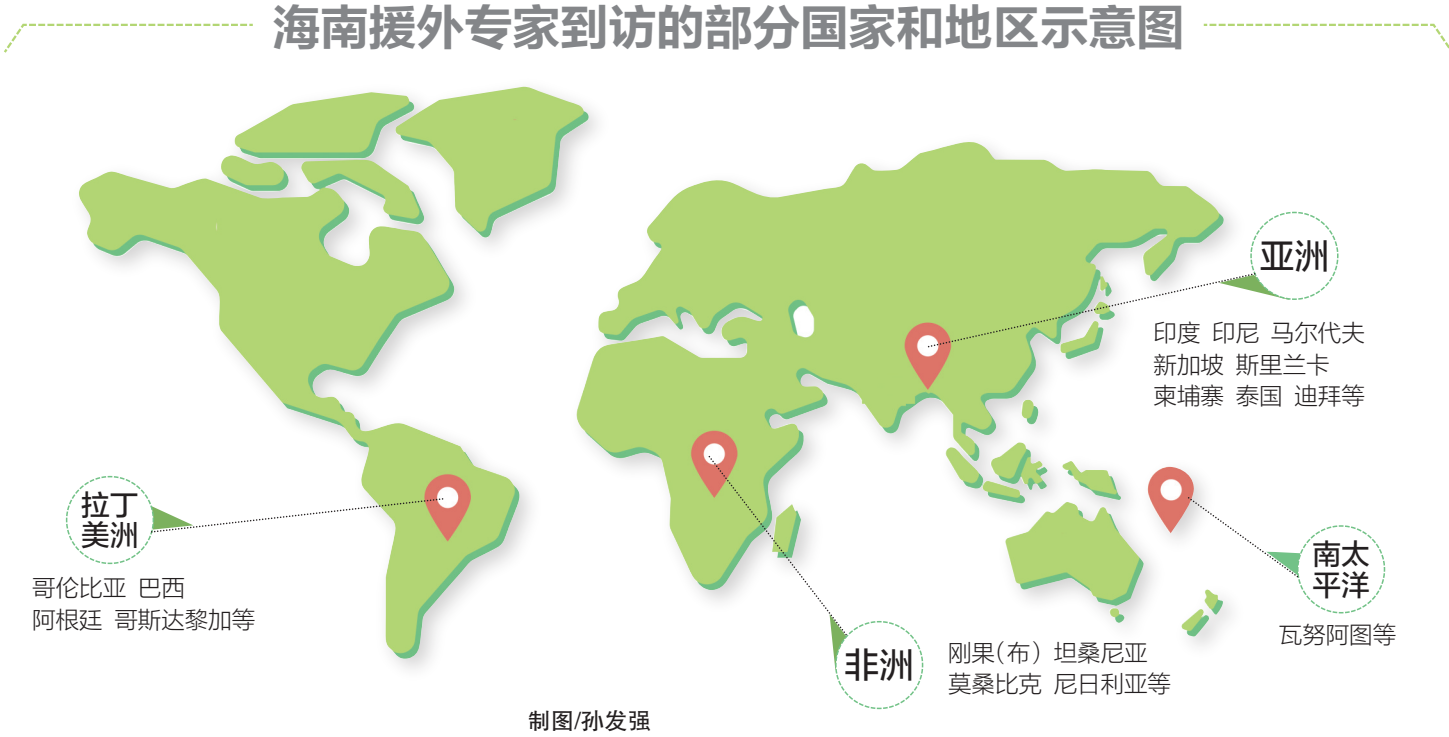 海南援外专家到访的部分国家和地区示意图
亚洲
印度 印尼 马尔代夫
新加坡 斯里兰卡
柬埔寨 泰国 迪拜等
拉丁
美洲
哥伦比亚 巴西
阿根廷 哥斯达黎加等
南太
平洋
瓦努阿图等
非洲
刚果(布) 坦桑尼亚
莫桑比克 尼日利亚等
制图/孙发强